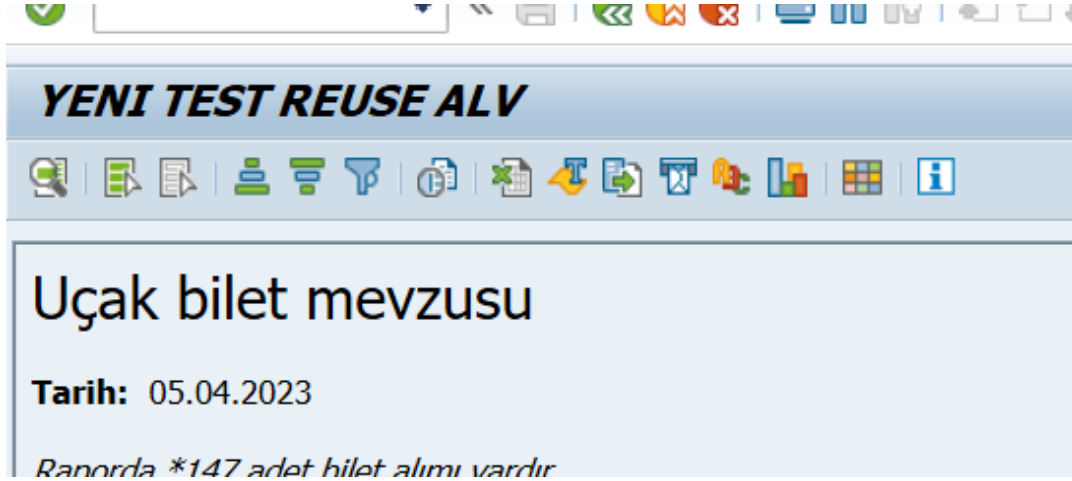 YENI TEST REUSE ALV
Uçak bilet mevzusu
Tarih: 05.04.2023
Raporda *147 adet bilet alımı vardır